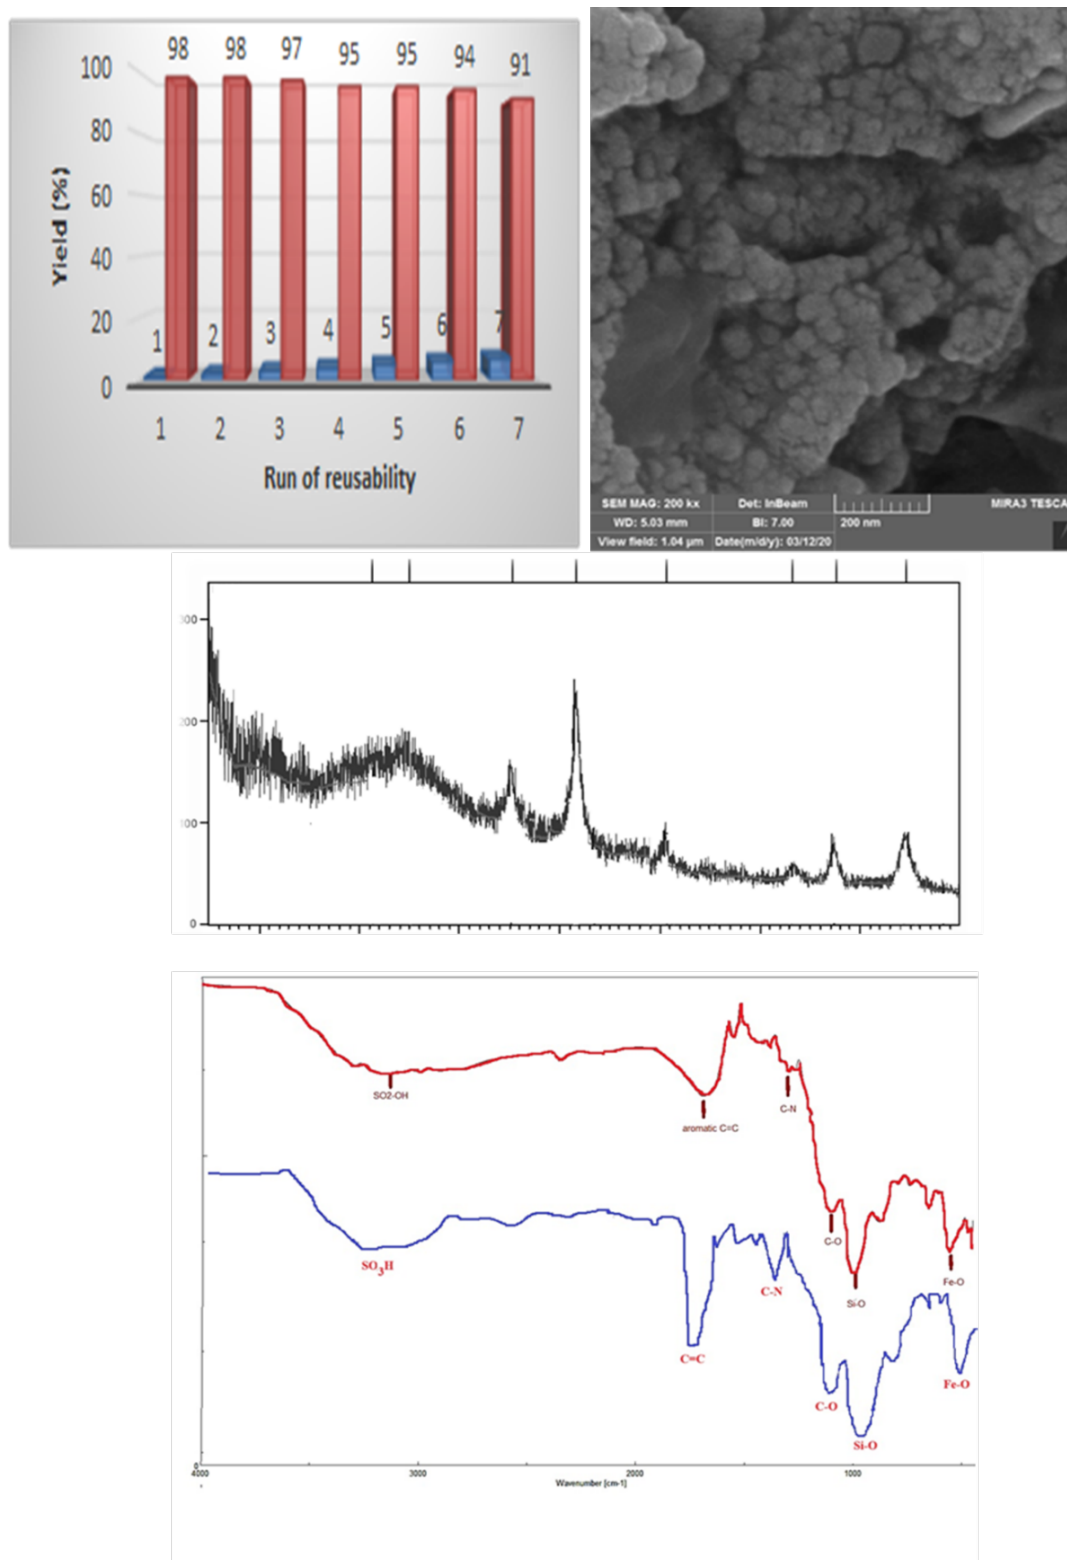 98 98 97 95 95 94 91
100
80
60
40
20
0
Yield (%)
1 2 3 4 5 6 7
1 2 3 4 5 6 7
Run of reusability
SEM MAG: 200 kx Det: InBeam MIRA3 TESCA
WD: 5.03 mm BI: 7.00 200 nm
View field: 1.04 µm Date(m/d/y): 03/12/20
300
200
100
0
SO2-OH
aromatic C=C
C-N
C-O
Si-O
Fe-O
SO3H
C=C
C-N
C-O
Si-O
Fe-O
0
4000 3000 2000 1000
Wavenumber [cm-1]